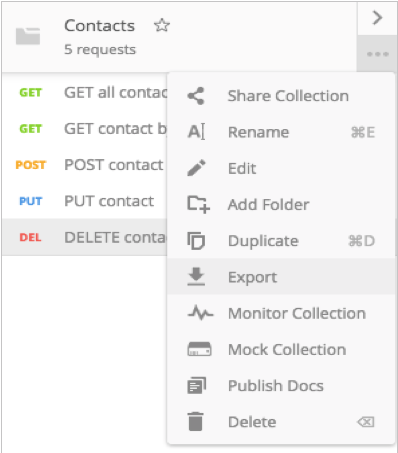 Contacts
5 requests
GET GET all contac
GET GET contact b
POST POST contact
PUT PUT contact
DEL DELETE conta
Share Collection
Rename ⌘E
Edit
Add Folder
Duplicate ⌘D
Export
Monitor Collection
Mock Collection
Publish Docs
Delete ⌫